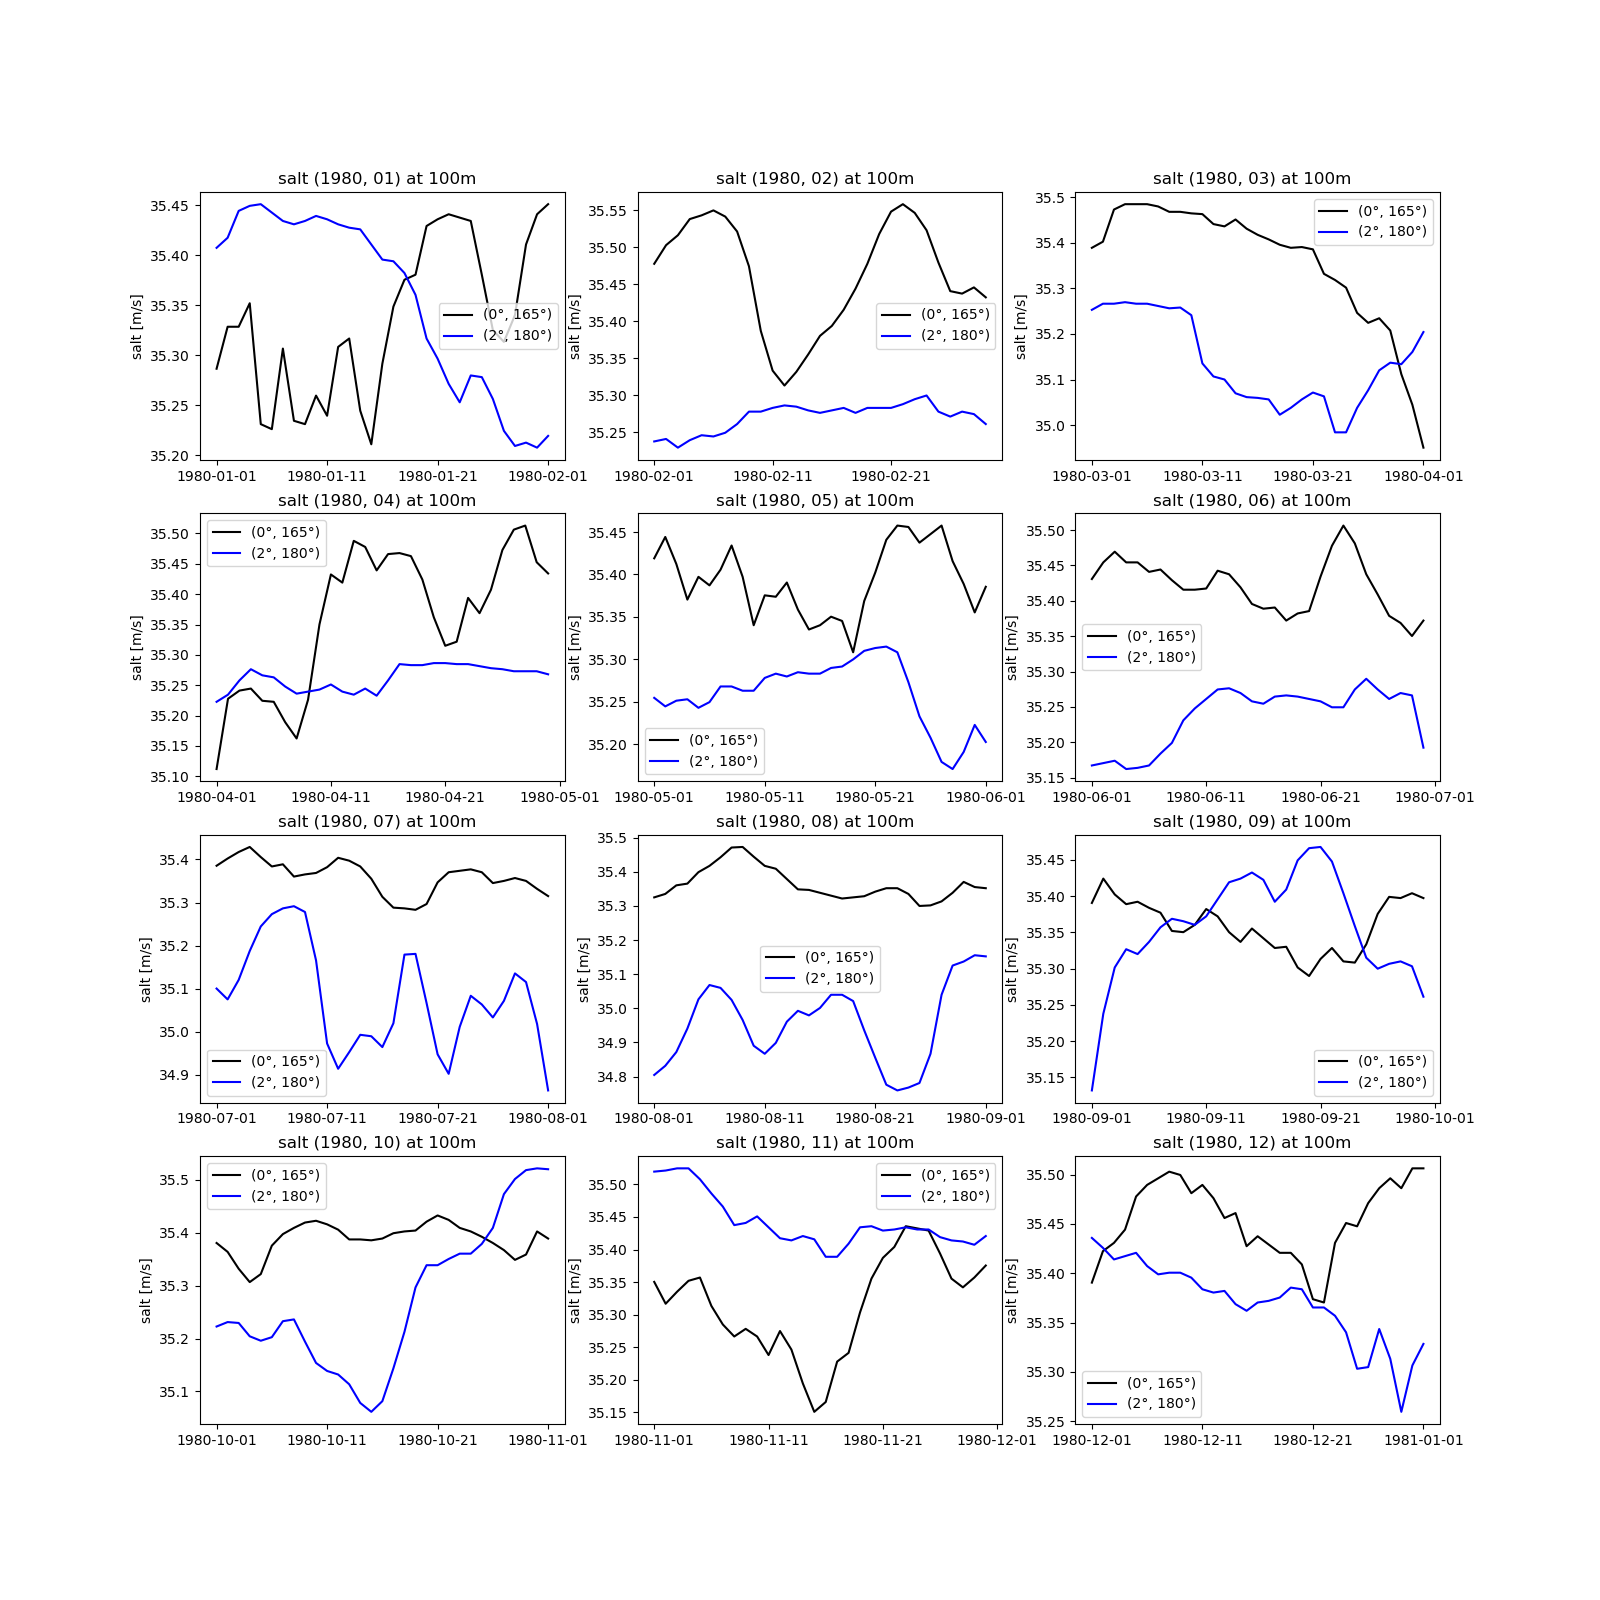 salt (1980, 01) at 100m
salt [m/s]
35.45
35.40
35.35
35.30
35.25
35.20
(0°, 165°)
(2°, 180°)
1980-01-01 1980-01-11 1980-01-21 1980-02-01
salt (1980, 02) at 100m
salt [m/s]
35.55
35.50
35.45
35.40
35.35
35.30
35.25
(0°, 165°)
(2°, 180°)
1980-02-01 1980-02-11 1980-02-21
salt (1980, 03) at 100m
salt [m/s]
35.5
35.4
35.3
35.2
35.1
35.0
(0°, 165°)
(2°, 180°)
1980-03-01 1980-03-11 1980-03-21 1980-04-01
salt (1980, 04) at 100m
salt [m/s]
35.50
35.45
35.40
35.35
35.30
35.25
35.20
35.15
35.10
(0°, 165°)
(2°, 180°)
1980-04-01 1980-04-11 1980-04-21 1980-05-01
salt (1980, 05) at 100m
salt [m/s]
35.45
35.40
35.35
35.30
35.25
35.20
(0°, 165°)
(2°, 180°)
1980-05-01 1980-05-11 1980-05-21 1980-06-01
salt (1980, 06) at 100m
salt [m/s]
35.50
35.45
35.40
35.35
35.30
35.25
35.20
35.15
(0°, 165°)
(2°, 180°)
1980-06-01 1980-06-11 1980-06-21 1980-07-01
salt (1980, 07) at 100m
salt [m/s]
35.4
35.3
35.2
35.1
35.0
34.9
(0°, 165°)
(2°, 180°)
1980-07-01 1980-07-11 1980-07-21 1980-08-01
salt (1980, 08) at 100m
salt [m/s]
35.5
35.4
35.3
35.2
35.1
35.0
34.9
34.8
(0°, 165°)
(2°, 180°)
1980-08-01 1980-08-11 1980-08-21 1980-09-01
salt (1980, 09) at 100m
salt [m/s]
35.45
35.40
35.35
35.30
35.25
35.20
35.15
(0°, 165°)
(2°, 180°)
1980-09-01 1980-09-11 1980-09-21 1980-10-01
salt (1980, 10) at 100m
salt [m/s]
35.5
35.4
35.3
35.2
35.1
(0°, 165°)
(2°, 180°)
1980-10-01 1980-10-11 1980-10-21 1980-11-01
salt (1980, 11) at 100m
salt [m/s]
35.50
35.45
35.40
35.35
35.30
35.25
35.20
35.15
(0°, 165°)
(2°, 180°)
1980-11-01 1980-11-11 1980-11-21 1980-12-01
salt (1980, 12) at 100m
salt [m/s]
35.50
35.45
35.40
35.35
35.30
35.25
(0°, 165°)
(2°, 180°)
1980-12-01 1980-12-11 1980-12-21 1981-01-01